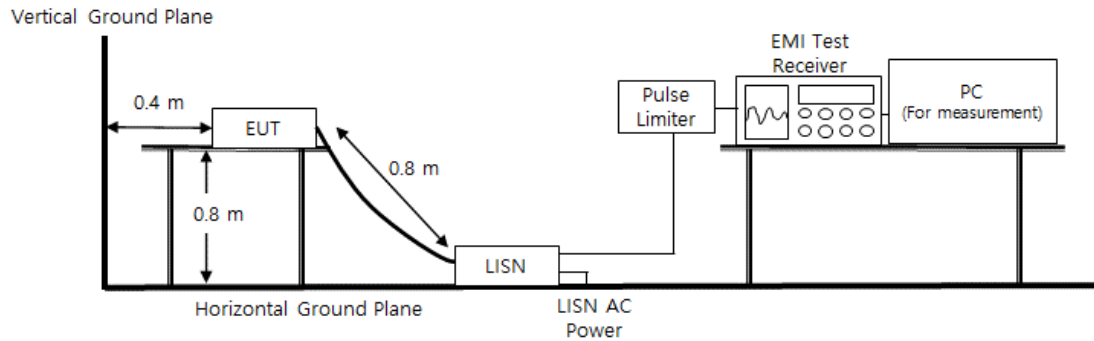 Vertical Ground Plane
EMI Test
Receiver
0.4 m
EUT
Pulse
Limiter
PC
(For measurement)
0.8 m
0.8 m
LISN
Horizontal Ground Plane
LISN AC
Power